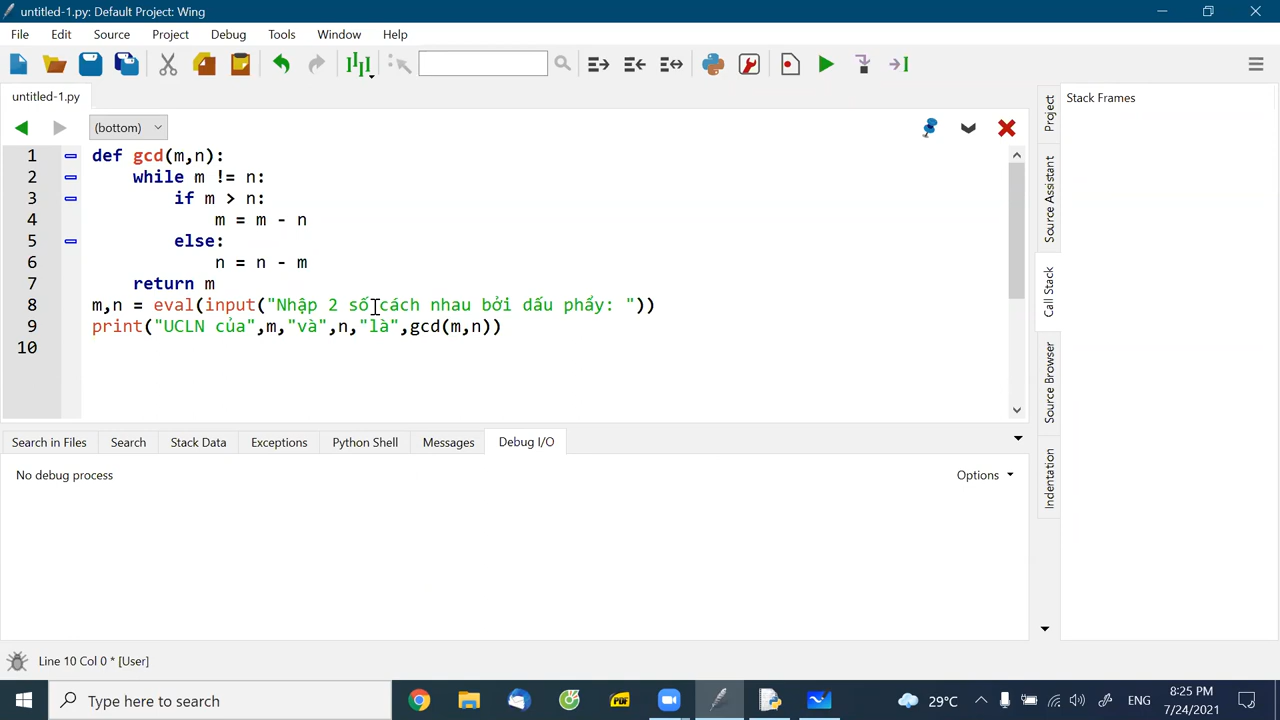 untitled-1.py: Default Project: Wing
File Edit Source Project Debug Tools Window Help
untitled-1.py
(bottom)
1 def gcd(m,n):
2 while m != n:
3 if m > n:
4 m = m - n
5 else:
6 n = n - m
7 return m
8 m,n = eval(input("Nhập 2 số cách nhau bởi dấu phẩy: "))
9 print("UCLN của",m,"và",n,"là",gcd(m,n))
10
Search in Files Search Stack Data Exceptions Python Shell Messages Debug I/O
No debug process
Options
Project
Source Assistant
Call Stack
Source Browser
Indentation
Stack Frames
Line 10 Col 0 * [User]
Type here to search
PDF
29°C
ENG
8:25 PM
7/24/2021